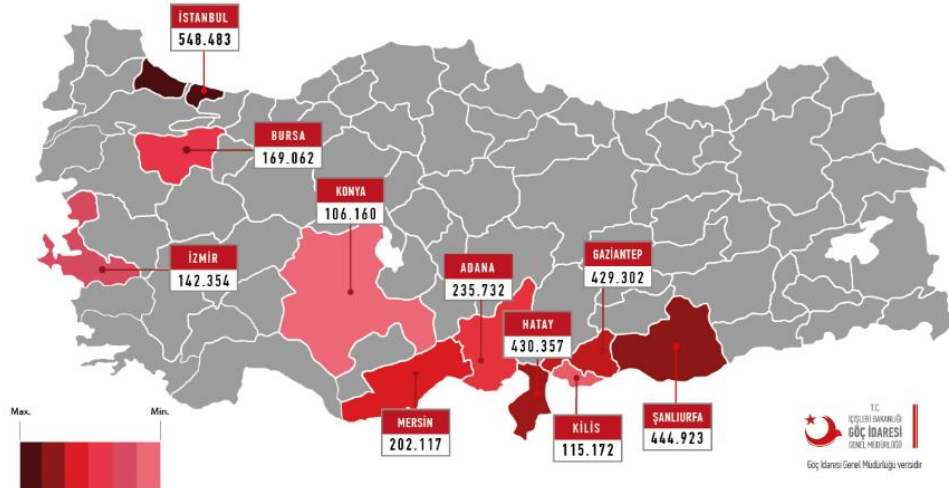 İSTANBUL
548.483
BURSA
169.062
KONYA
106.160
İZMİR
142.354
ADANA
235.732
GAZİANTEP
429.302
HATAY
430.357
MERSİN
202.117
KİLİS
115.172
ŞANLIURFA
444.923
Max.
Min.
T.C.
İÇİŞLERİ BAKANLIĞI
GÖÇ İDARESİ
GENEL MÜDÜRLÜĞÜ
Göç İdaresi Genel Müdürlüğü verisidir